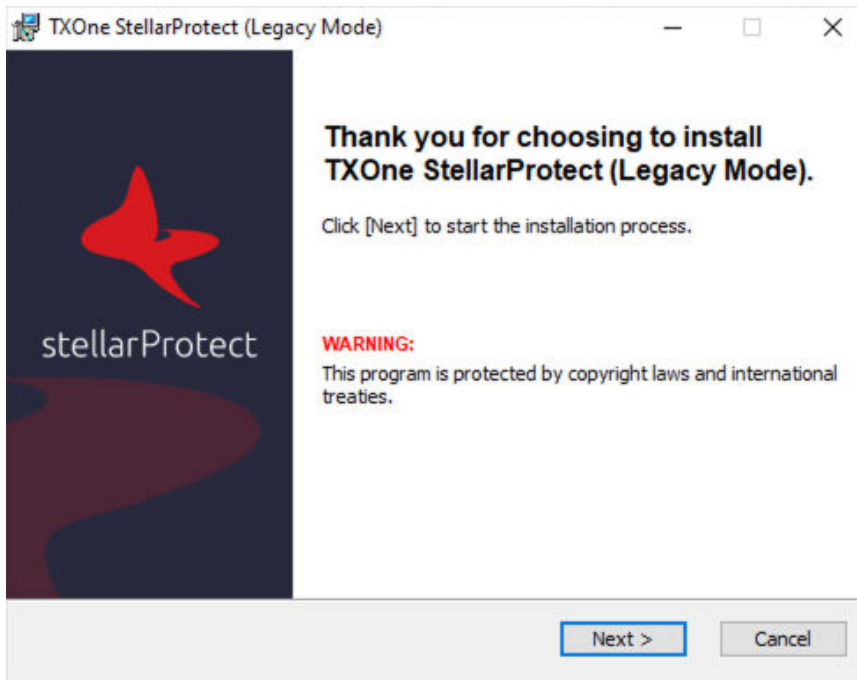 TXOne StellarProtect (Legacy Mode)
Thank you for choosing to install
TXOne StellarProtect (Legacy Mode).
Click [Next] to start the installation process.
stellarProtect
WARNING:
This program is protected by copyright laws and international
treaties.
Next >
Cancel